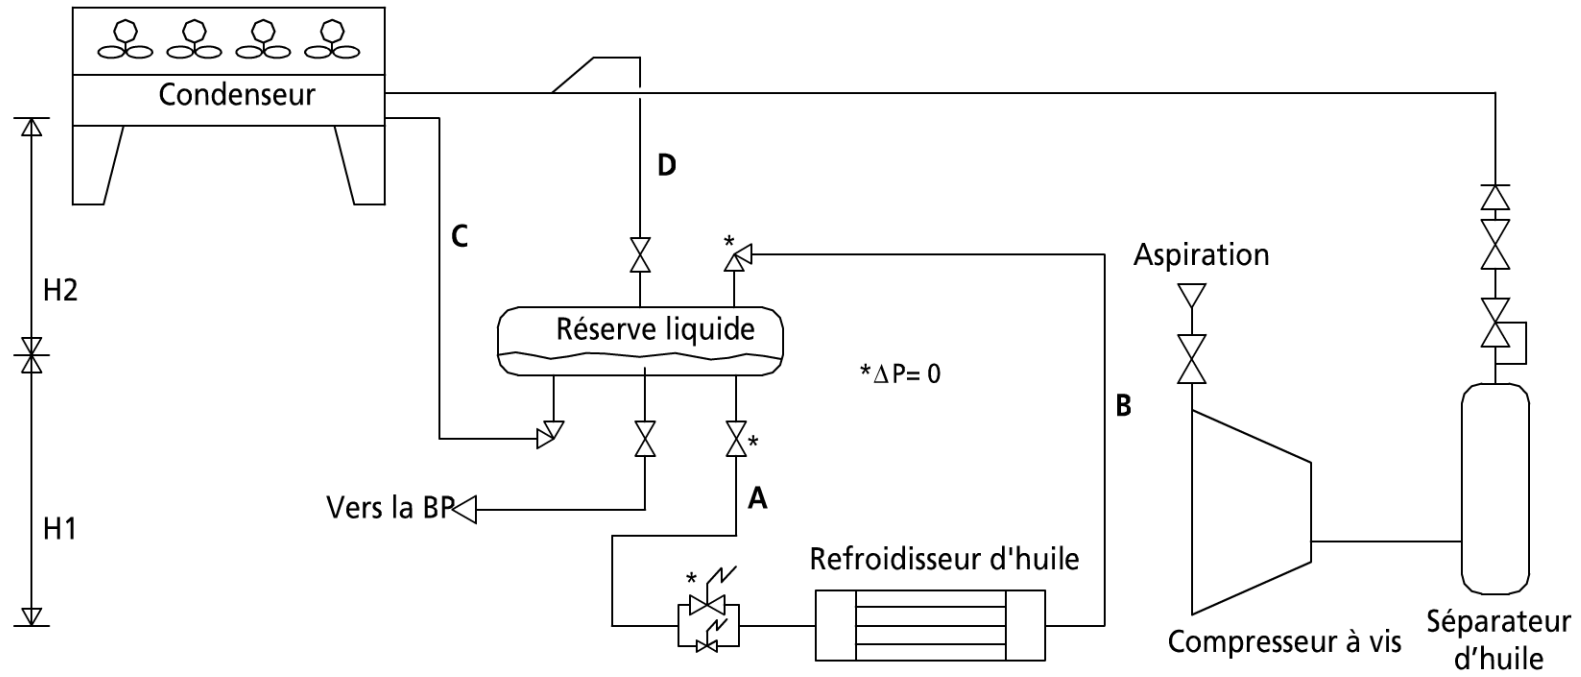 Condenseur
D
C
*
Aspiration
H2
Réserve liquide
*ΔP= 0
B
*
A
Vers la BP
H1
Refroidisseur d'huile
*
Compresseur à vis
Séparateur
d’huile